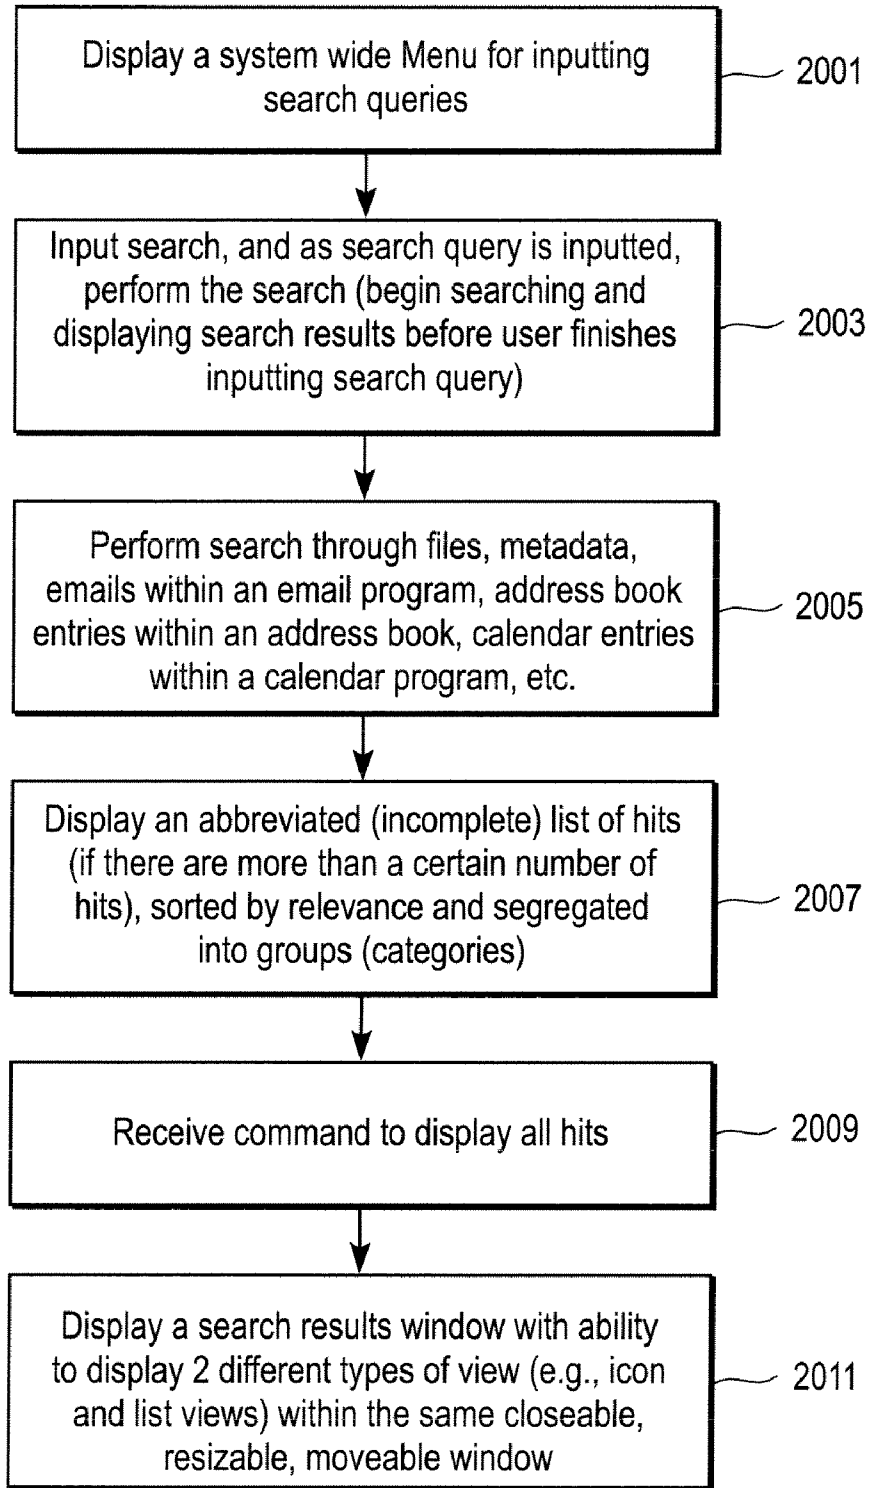 Display a system wide Menu for inputting
search queries
2001
Input search, and as search query is inputted,
perform the search (begin searching and
displaying search results before user finishes
inputting search query)
2003
Perform search through files, metadata,
emails within an email program, address book
entries within an address book, calendar entries
within a calendar program, etc.
2005
Display an abbreviated (incomplete) list of hits
(if there are more than a certain number of
hits), sorted by relevance and segregated
into groups (categories)
2007
Receive command to display all hits
2009
Display a search results window with ability
to display 2 different types of view (e.g., icon
and list views) within the same closeable,
resizable, moveable window
2011